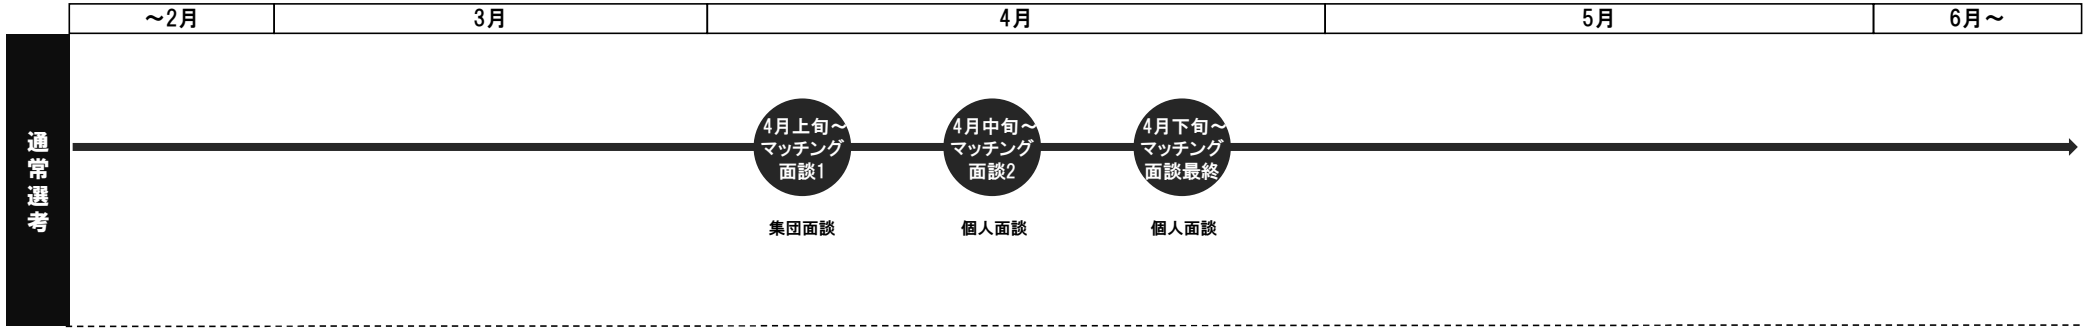 ～2月
3月
4月
5月
6月～
通常選考
4月上旬～
マッチング
面談1
4月中旬～
マッチング
面談2
4月下旬～
マッチング
面談最終
集団面談
個人面談
個人面談